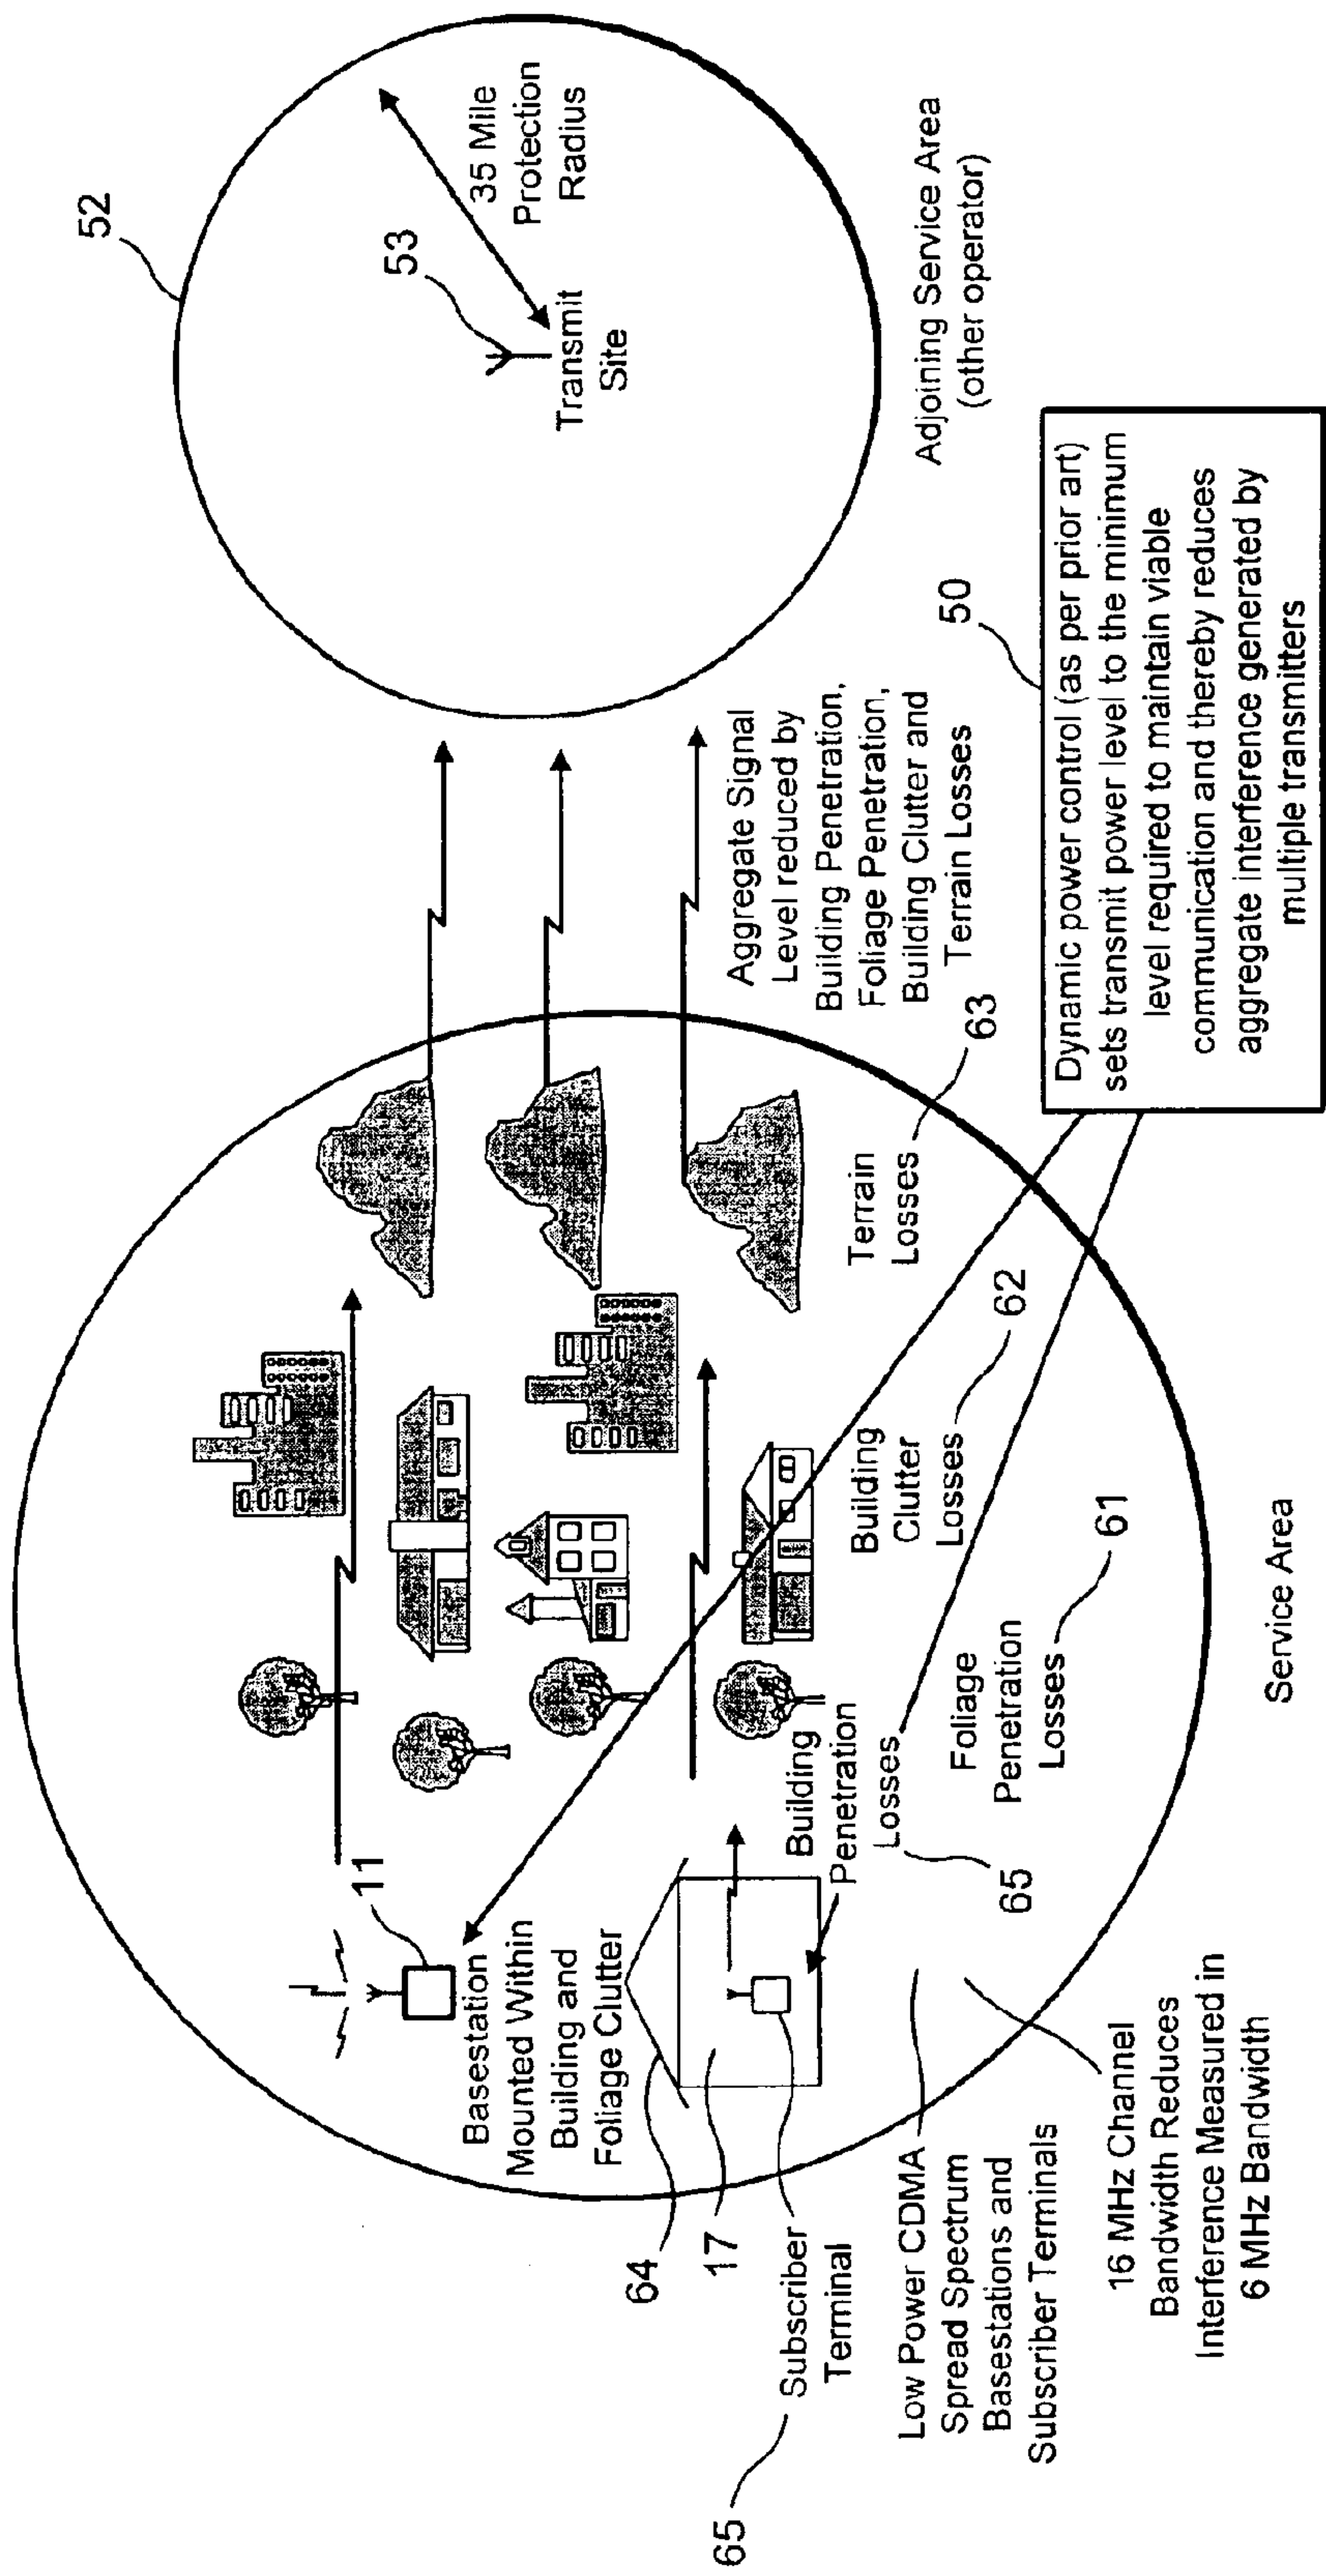 52
53
35 Mile
Protection
Radius
Transmit
Site
Adjoining Service Area
(other operator)
50
Dynamic power control (as per prior art)
sets transmit power level to the minimum
level required to maintain viable
communication and thereby reduces
aggregate interference generated by
multiple transmitters
Aggregate Signal
Level reduced by
Building Penetration,
Foliage Penetration,
Building Clutter and
Terrain Losses
Terrain
Losses
63
Building
Clutter
Losses
62
Foliage
Penetration
Losses
61
Building
Penetration
Losses
65
11
Basestation
Mounted Within
Building and
Foliage Clutter
64
17
65
Subscriber
Terminal
Low Power CDMA
Spread Spectrum
Basestations and
Subscriber Terminals
16 MHz Channel
Bandwidth Reduces
Interference Measured in
6 MHz Bandwidth
Service Area